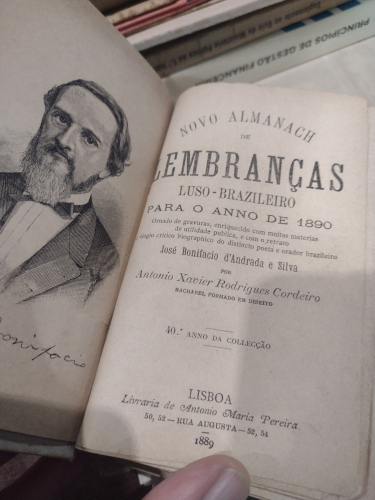 PRINCIPIOS DE GESTÃO FINANCEIRA
NOVO ALMANACH
DE
LEMBRANÇAS
LUSO-BRAZILEIRO
PARA O ANNO DE 1890
Ornado de gravuras, enriquecido com muitas materias
de utilidade publica, e com o retrato
elogio critico biographico do distincto poeta e orador brazileiro
José Bonifacio d'Andrada e Silva
POR
Antonio Xavier Rodrigues Cordeiro
BACHAREL FORMADO EM DIREITO
40.º ANNO DA COLLECÇÃO
LISBOA
Livraria de Antonio Maria Pereira
50, 52 — RUA AUGUSTA — 52, 54
1889
Bonifacio